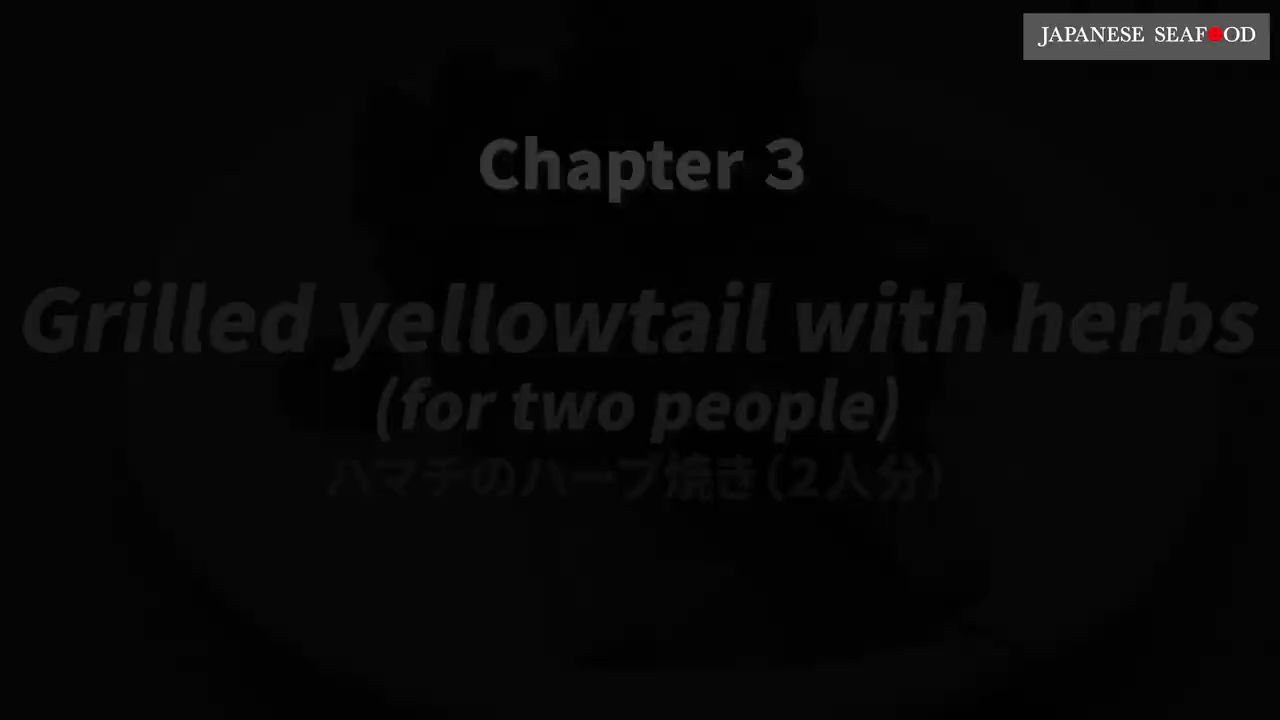 JAPANESE SEAFOOD
Chapter 3
Grilled yellowtail with herbs
(for two people)
ハマチのハーブ焼き(2人分)